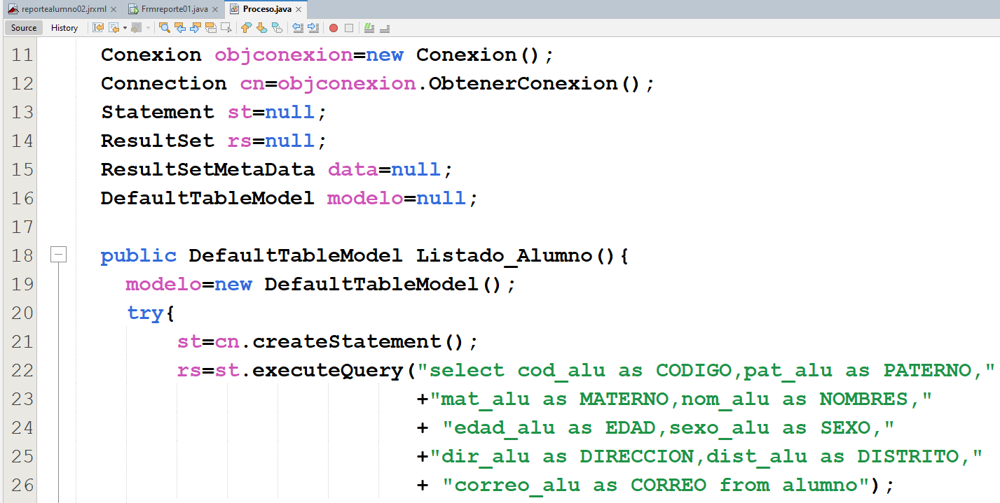 reportealumno02.jrxml Frmreporte01.java Proceso.java
Source History
11 Conexion objconexion=new Conexion();
12 Connection cn=objconexion.ObtenerConexion();
13 Statement st=null;
14 ResultSet rs=null;
15 ResultSetMetaData data=null;
16 DefaultTableModel modelo=null;
17
18 public DefaultTableModel Listado_Alumno(){
19 modelo=new DefaultTableModel();
20 try{
21 st=cn.createStatement();
22 rs=st.executeQuery("select cod_alu as CODIGO,pat_alu as PATERNO,"
23 +"mat_alu as MATERNO,nom_alu as NOMBRES,"
24 + "edad_alu as EDAD,sexo_alu as SEXO,"
25 +"dir_alu as DIRECCION,dist_alu as DISTRITO,"
26 + "correo_alu as CORREO from alumno");